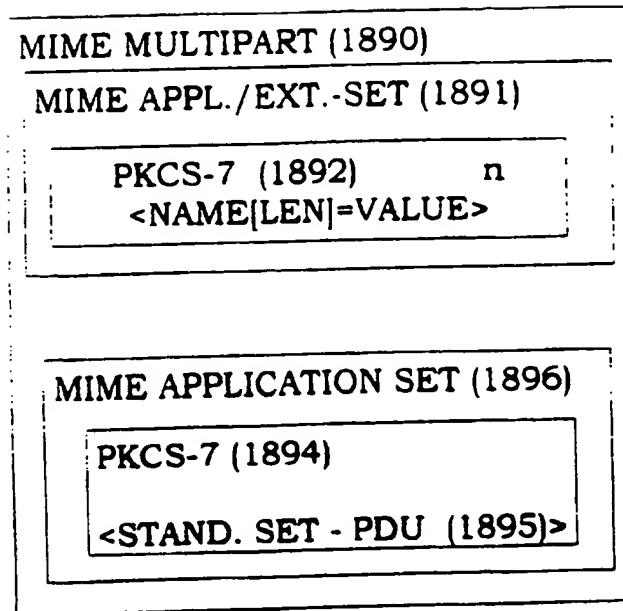 MIME MULTIPART (1890)
MIME APPL./EXT.-SET (1891)
PKCS-7 (1892) n
<NAME[LEN]=VALUE>
MIME APPLICATION SET (1896)
PKCS-7 (1894)
<STAND. SET - PDU (1895)>